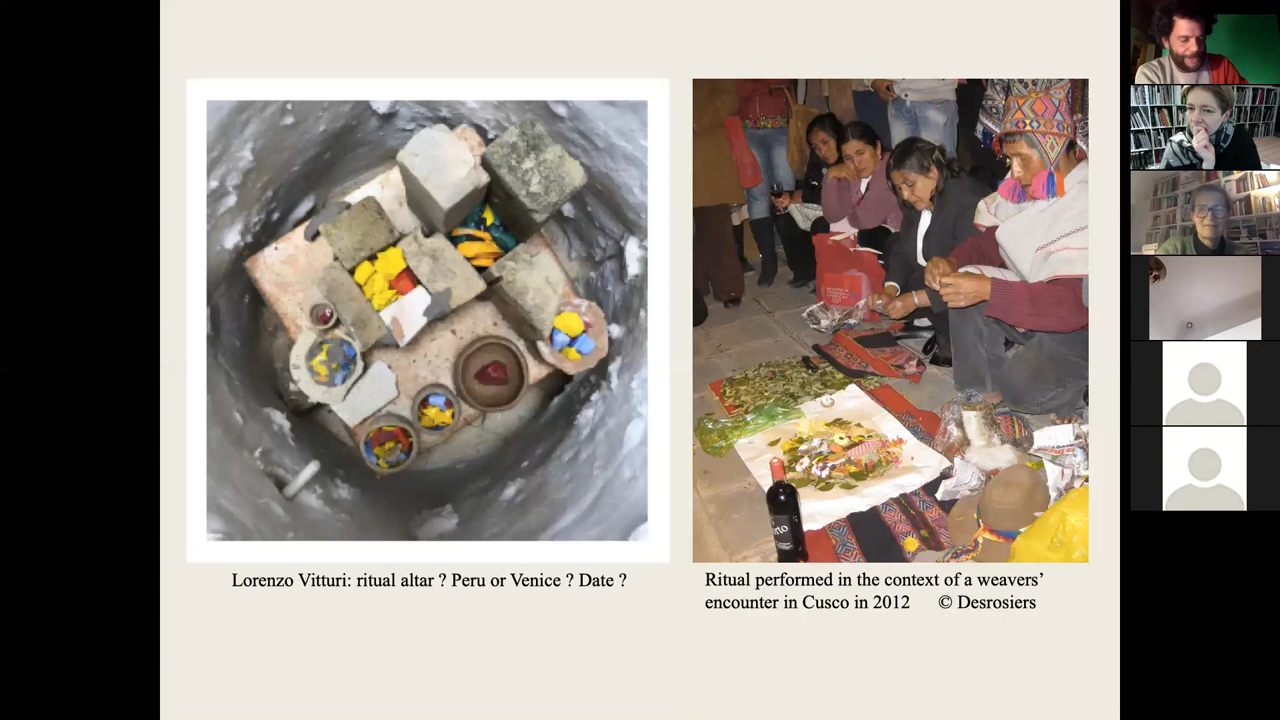 Lorenzo Vitturi: ritual altar ? Peru or Venice ? Date ?
Ritual performed in the context of a weavers’
encounter in Cusco in 2012 © Desrosiers